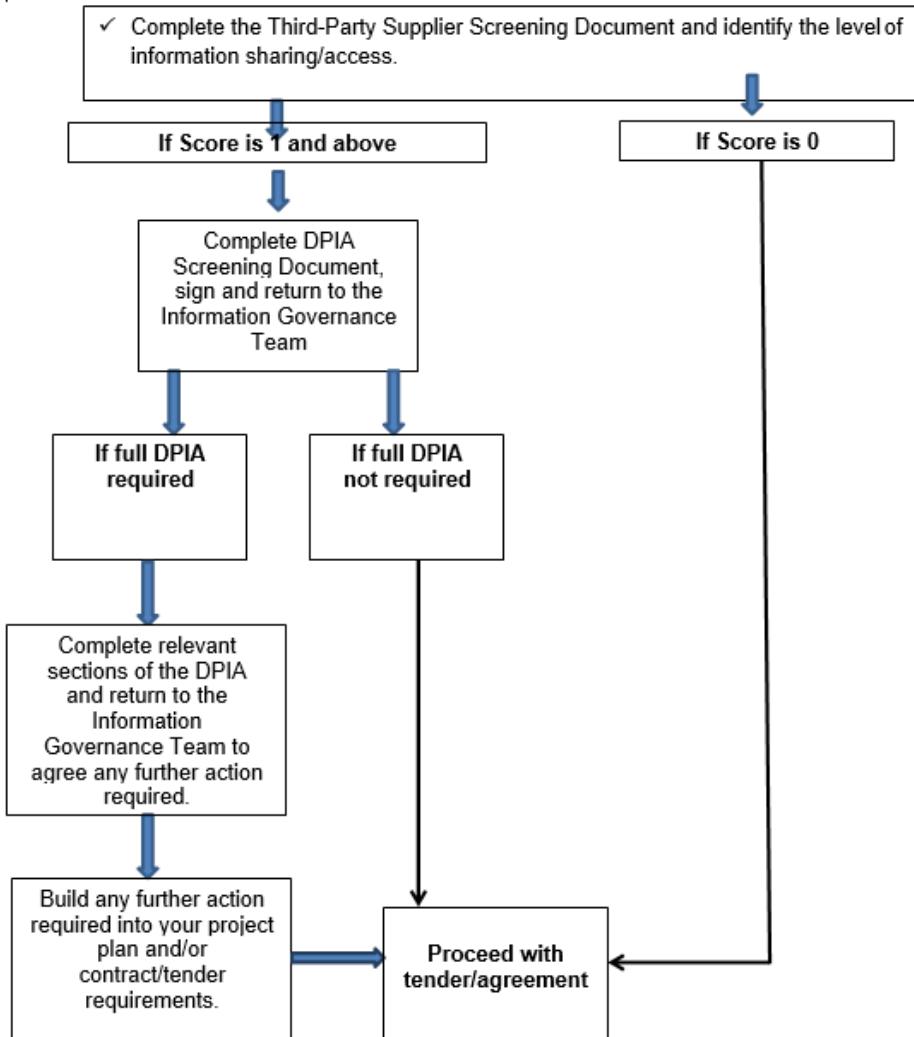 ✓ Complete the Third-Party Supplier Screening Document and identify the level of
information sharing/access.
If Score is 1 and above
If Score is 0
Complete DPIA
Screening Document,
sign and return to the
Information Governance
Team
If full DPIA
required
If full DPIA
not required
Complete relevant
sections of the DPIA
and return to the
Information
Governance Team to
agree any further action
required.
Build any further action
required into your project
plan and/or
contract/tender
requirements.
Proceed with
tender/agreement